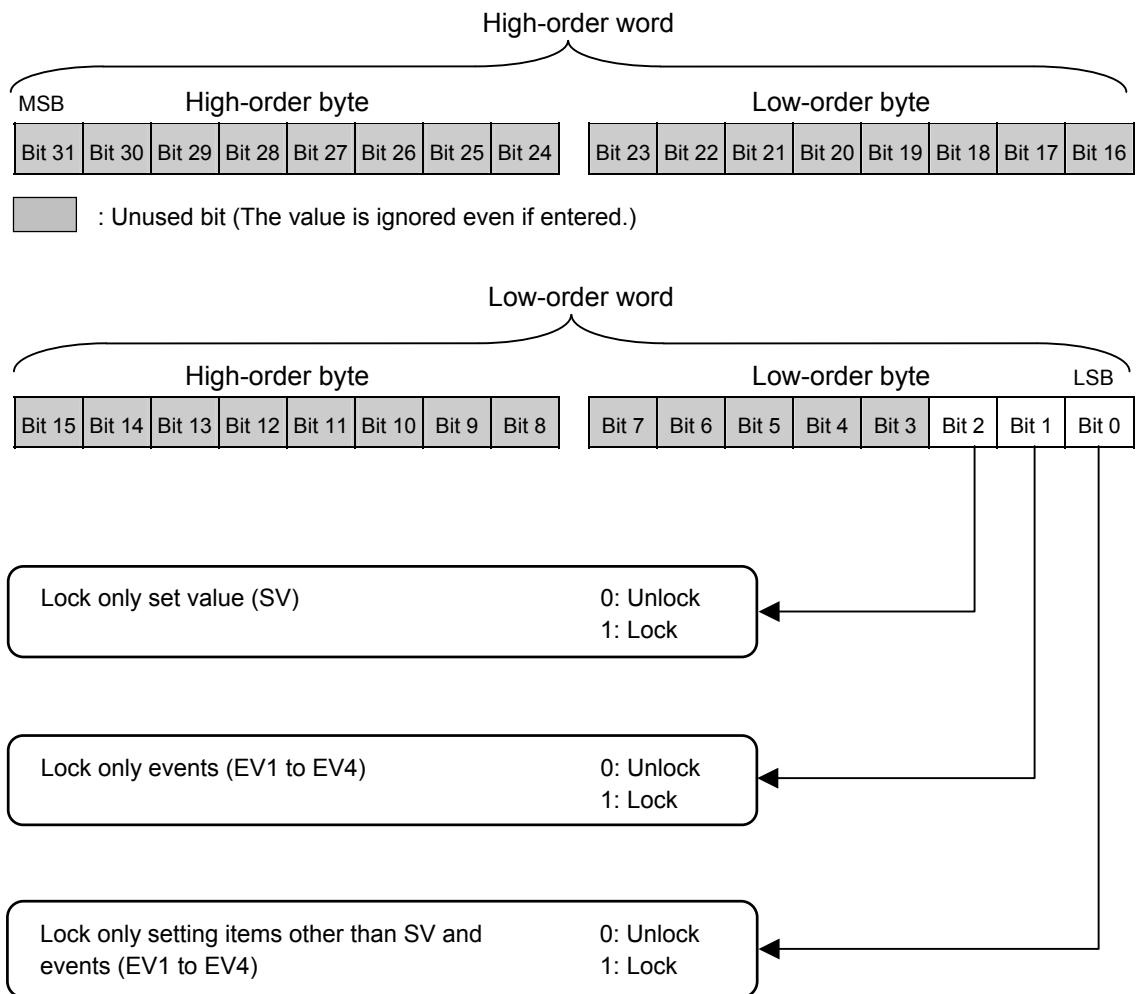 High-order word
MSB High-order byte Low-order byte
Bit 31 Bit 30 Bit 29 Bit 28 Bit 27 Bit 26 Bit 25 Bit 24 Bit 23 Bit 22 Bit 21 Bit 20 Bit 19 Bit 18 Bit 17 Bit 16
: Unused bit (The value is ignored even if entered.)
Low-order word
High-order byte Low-order byte LSB
Bit 15 Bit 14 Bit 13 Bit 12 Bit 11 Bit 10 Bit 9 Bit 8 Bit 7 Bit 6 Bit 5 Bit 4 Bit 3 Bit 2 Bit 1 Bit 0
Lock only set value (SV) 0: Unlock
1: Lock
Lock only events (EV1 to EV4) 0: Unlock
1: Lock
Lock only setting items other than SV and 0: Unlock
events (EV1 to EV4) 1: Lock